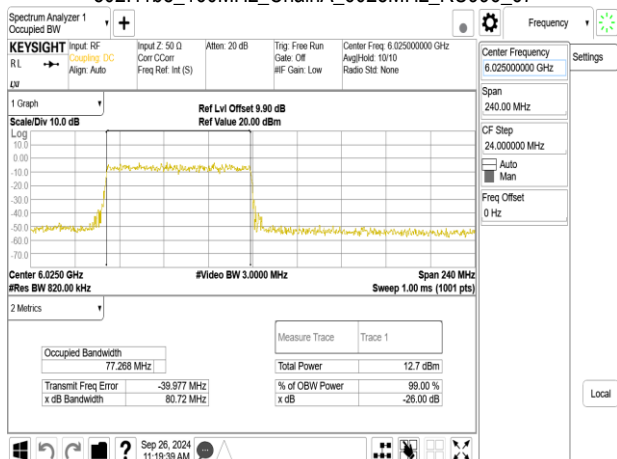 Spectrum Analyzer 1
Occupied BW
Frequency
KEYSIGHT Input: RF
RL
Coupling: DC
Align: Auto
Input Z: 50 Ω
Corr CCorr
Freq Ref: Int (S)
Atten: 20 dB
Trig: Free Run
Gate: Off
#IF Gain: Low
Center Freq: 6.025000000 GHz
Avg|Hold: 10/10
Radio Std: None
Center Frequency
6.025000000 GHz
Settings
Span
240.00 MHz
CF Step
24.000000 MHz
Auto
Man
Freq Offset
0 Hz
1 Graph
Scale/Div 10.0 dB
Ref Lvl Offset 9.90 dB
Ref Value 20.00 dBm
Log
10.0
0.00
-10.0
-20.0
-30.0
-40.0
-50.0
-60.0
-70.0
Center 6.0250 GHz
#Video BW 3.0000 MHz
Span 240 MHz
#Res BW 820.00 kHz
Sweep 1.00 ms (1001 pts)
2 Metrics
Measure Trace
Trace 1
Occupied Bandwidth
77.268 MHz
Total Power
12.7 dBm
Transmit Freq Error
-39.977 MHz
% of OBW Power
99.00 %
x dB Bandwidth
80.72 MHz
x dB
-26.00 dB
Local
Sep 26, 2024
11:19:39 AM